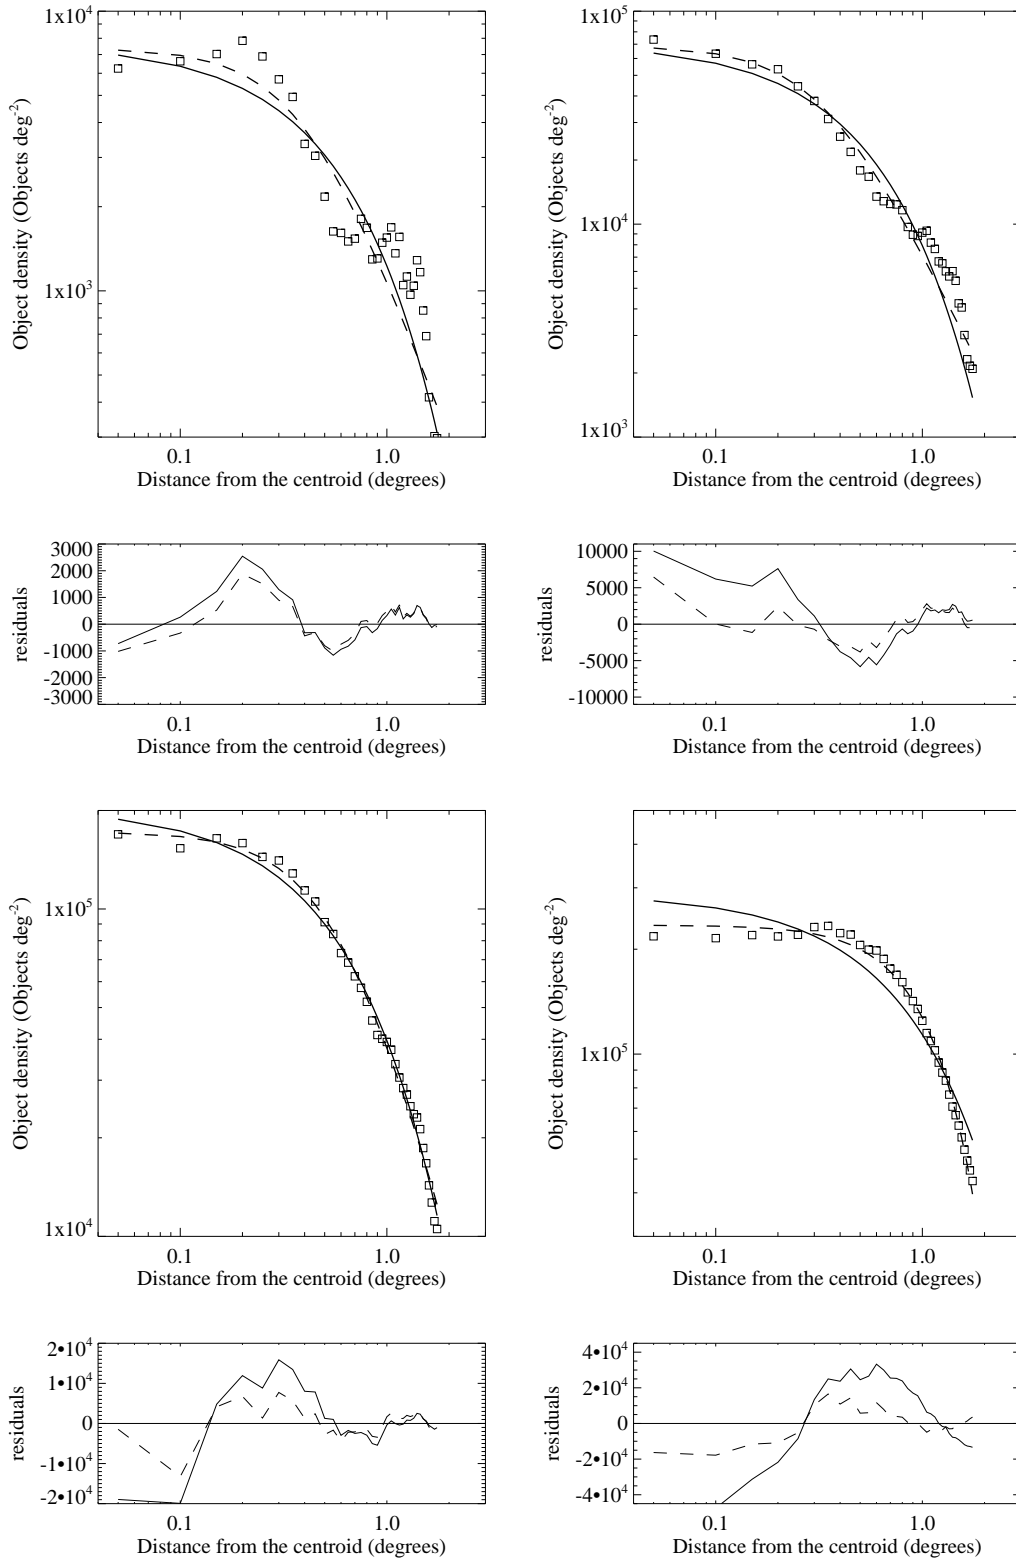 1x10^4
1x10^3
Object density (Objects deg^-2)
0.1 1.0
Distance from the centroid (degrees)
1x10^5
1x10^4
1x10^3
Object density (Objects deg^-2)
0.1 1.0
Distance from the centroid (degrees)
3000
2000
1000
0
-1000
-2000
-3000
residuals
0.1 1.0
Distance from the centroid (degrees)
10000
5000
0
-5000
-10000
residuals
0.1 1.0
Distance from the centroid (degrees)
1x10^5
1x10^4
Object density (Objects deg^-2)
0.1 1.0
Distance from the centroid (degrees)
1x10^5
Object density (Objects deg^-2)
0.1 1.0
Distance from the centroid (degrees)
2•10^4
1•10^4
0
-1•10^4
-2•10^4
residuals
0.1 1.0
Distance from the centroid (degrees)
4•10^4
2•10^4
0
-2•10^4
-4•10^4
residuals
0.1 1.0
Distance from the centroid (degrees)